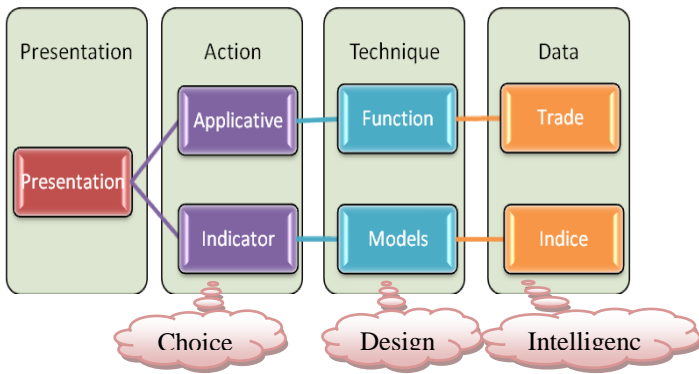 Presentation
Action
Technique
Data
Applicative
Function
Trade
Presentation
Indicator
Models
Indice
Choice
Design
Intelligenc